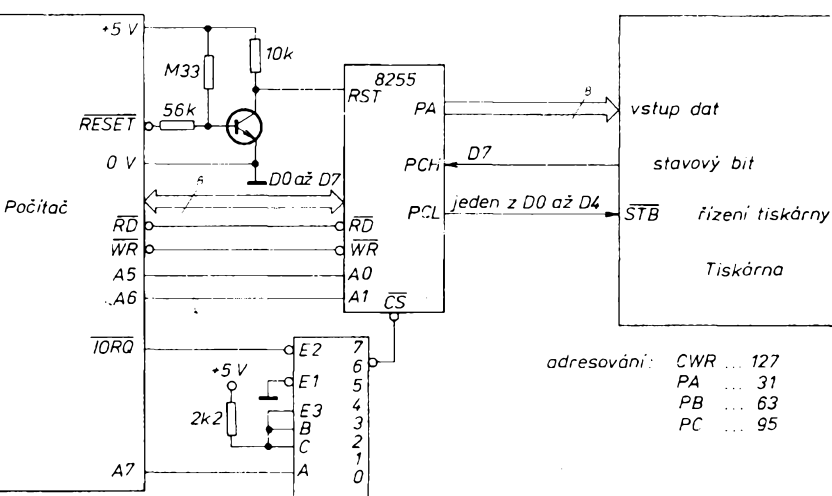 +5 V
M33
10k
RESET
56k
0 V
Počítač
8
D0 až D7
RD
WR
A5
A6
IORQ
A7
8255
RST
PA
PCH
PCL
RD
WR
A0
A1
CS
8
D7
jeden z D0 až D4
vstup dat
stavový bit
STB řízení tiskárny
Tiskárna
+5 V
2k2
E2
E1
E3
B
C
A
7
6
5
4
3
2
1
0
adresování: CWR ... 127
PA ... 31
PB ... 63
PC ... 95